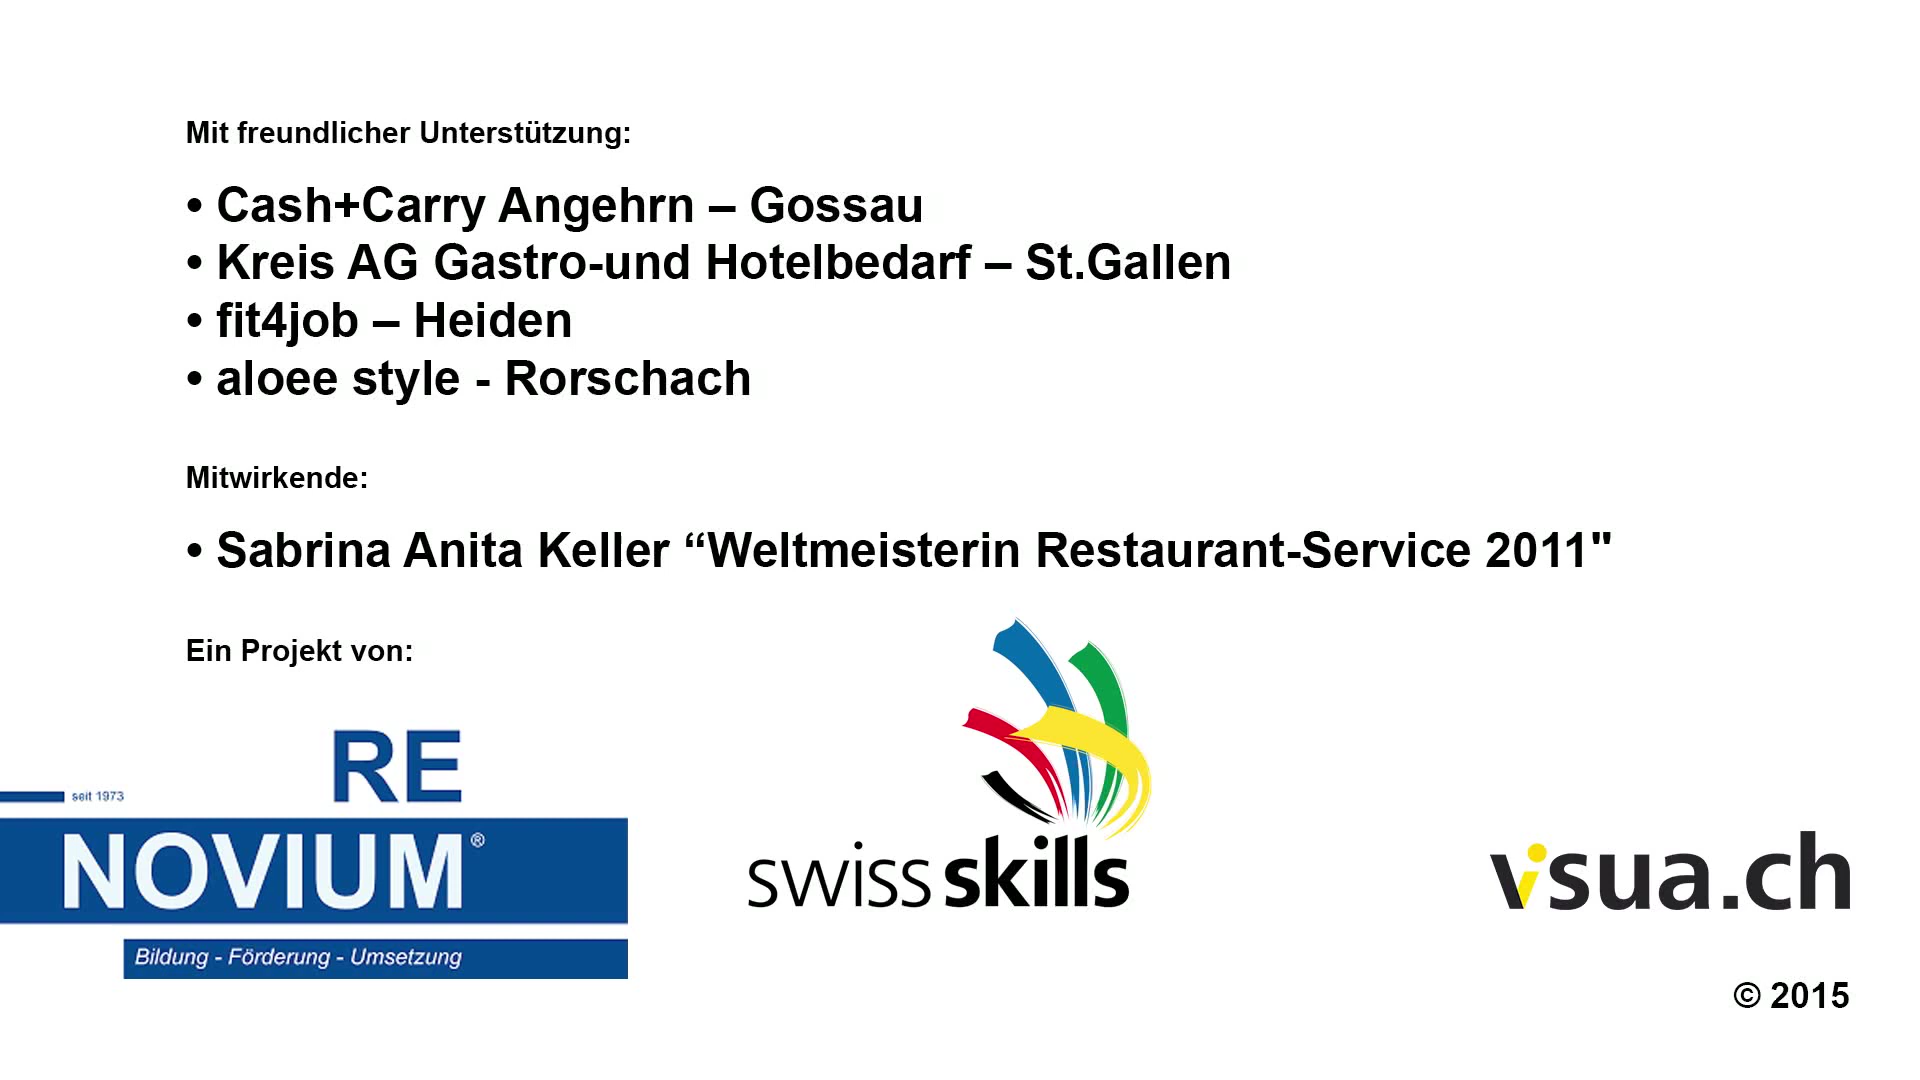 Mit freundlicher Unterstützung:
• Cash+Carry Angehrn – Gossau
• Kreis AG Gastro-und Hotelbedarf – St.Gallen
• fit4job – Heiden
• aloee style - Rorschach
Mitwirkende:
• Sabrina Anita Keller “Weltmeisterin Restaurant-Service 2011"
Ein Projekt von:
RE
seit 1973
NOVIUM®
Bildung - Förderung - Umsetzung
swiss skills
visua.ch
© 2015